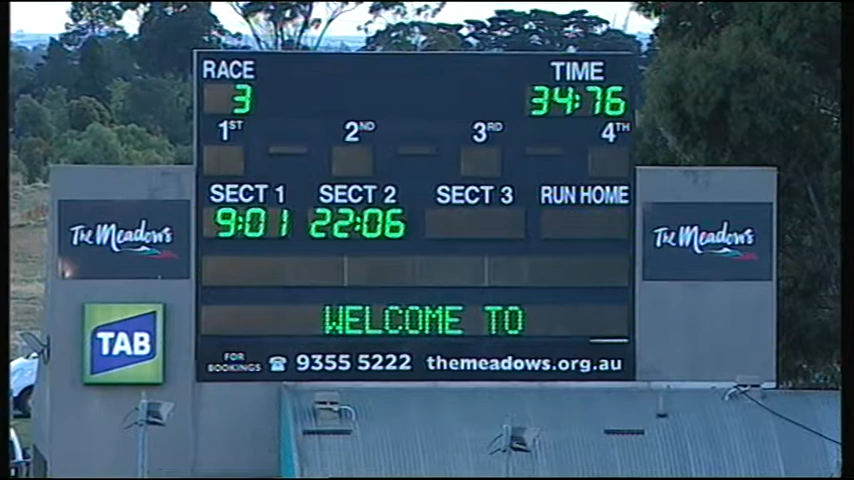 RACE TIME
3 34:76
1ST 2ND 3RD 4TH
SECT 1 SECT 2 SECT 3 RUN HOME
9:01 22:06
The Meadows
The Meadows
WELCOME TO
TAB
FOR BOOKINGS ☎ 9355 5222 themeadows.org.au